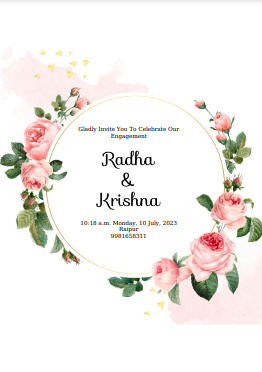 Gladly Invite You To Celebrate Our
Engagement
Radha
&
Krishna
10:18 a.m. Monday, 10 July, 2023
Raipur
9981658311